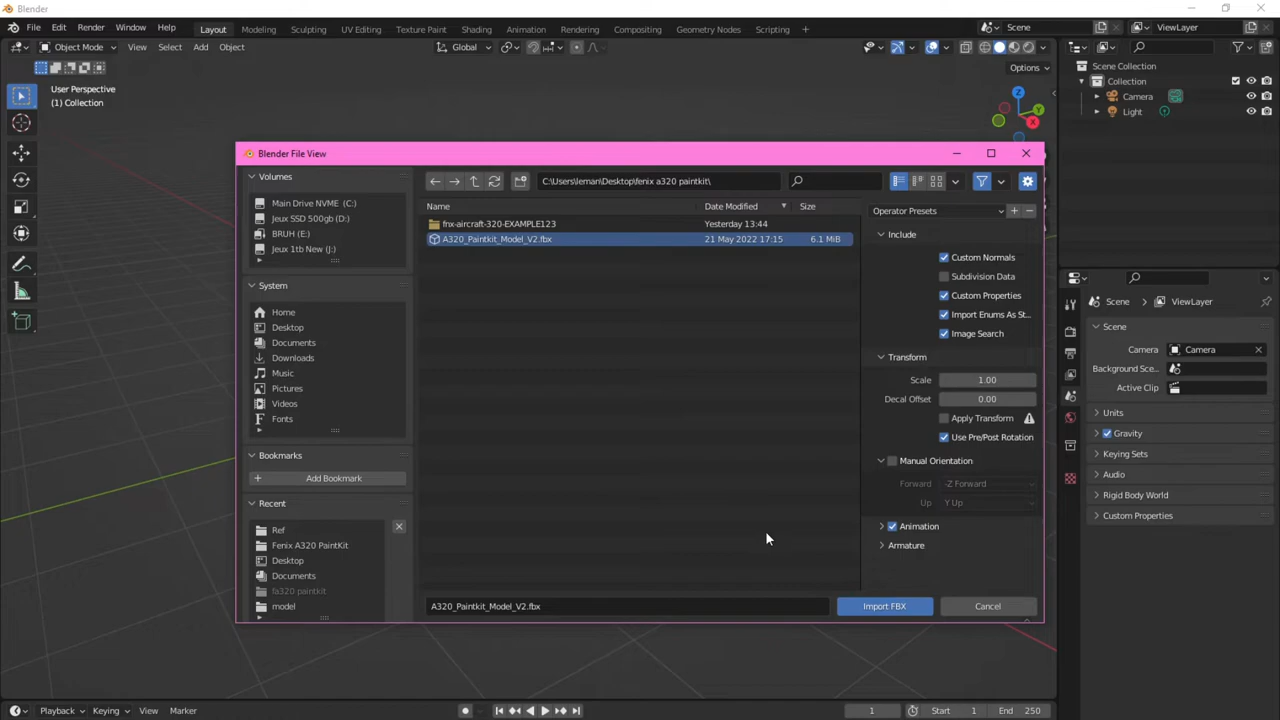 Blender
File Edit Render Window Help Layout Modeling Sculpting UV Editing Texture Paint Shading Animation Rendering Compositing Geometry Nodes Scripting + Scene ViewLayer
Object Mode View Select Add Object Global
Options
User Perspective
(1) Collection
Z
Y
X
Scene Collection
Collection
Camera
Light
Blender File View
Volumes
Main Drive NVME (C:)
Jeux SSD 500gb (D:)
BRUH (E:)
Jeux 1tb New (J:)
System
Home
Desktop
Documents
Downloads
Music
Pictures
Videos
Fonts
Bookmarks
+ Add Bookmark
Recent
Ref
Fenix A320 PaintKit
Desktop
Documents
fa320 paintkit
model
C:\Users\leman\Desktop\fenix a320 paintkit\
Name Date Modified Size
fnx-aircraft-320-EXAMPLE123 Yesterday 13:44
A320_Paintkit_Model_V2.fbx 21 May 2022 17:15 6.1 MiB
A320_Paintkit_Model_V2.fbx
Import FBX Cancel
Operator Presets
Include
Custom Normals
Subdivision Data
Custom Properties
Import Enums As St...
Image Search
Transform
Scale 1.00
Decal Offset 0.00
Apply Transform
Use Pre/Post Rotation
Manual Orientation
Forward -Z Forward
Up Y Up
Animation
Armature
Scene ViewLayer
Scene
Camera Camera
Background Sce...
Active Clip
Units
Gravity
Keying Sets
Audio
Rigid Body World
Custom Properties
Playback Keying View Marker 1 Start 1 End 250